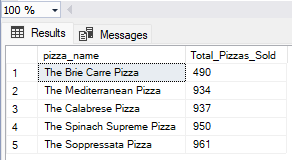 100 %
Results Messages
pizza_name Total_Pizzas_Sold
1 The Brie Carre Pizza 490
2 The Mediterranean Pizza 934
3 The Calabrese Pizza 937
4 The Spinach Supreme Pizza 950
5 The Soppressata Pizza 961